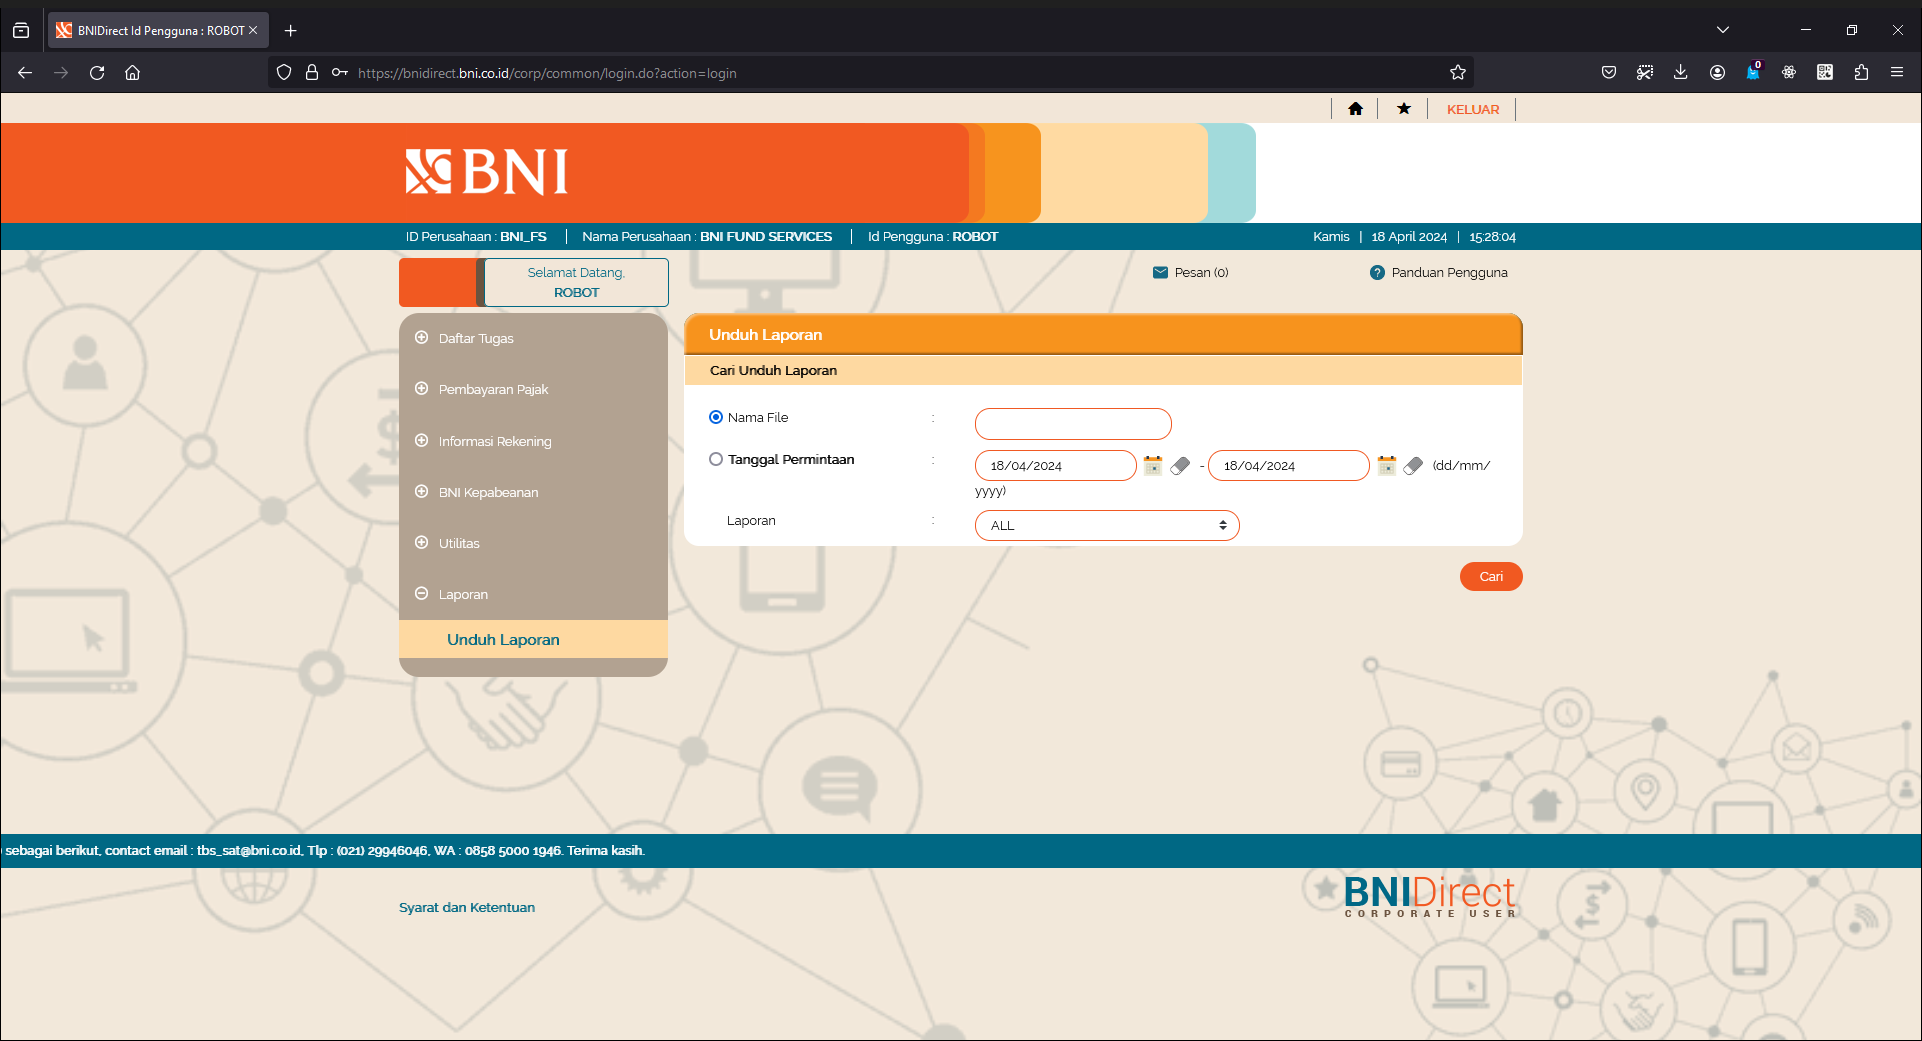 BNIDirect Id Pengguna : ROBOT
https://bnidirect.bni.co.id/corp/common/login.do?action=login
0
KELUAR
BNI
ID Perusahaan : BNI_FS | Nama Perusahaan : BNI FUND SERVICES | Id Pengguna : ROBOT
Kamis | 18 April 2024 | 15:28:04
Selamat Datang,
ROBOT
Pesan (0)
? Panduan Pengguna
Daftar Tugas
Pembayaran Pajak
Informasi Rekening
BNI Kepabeanan
Utilitas
Laporan
Unduh Laporan
Unduh Laporan
Cari Unduh Laporan
Nama File :
Tanggal Permintaan : 18/04/2024 - 18/04/2024 (dd/mm/
yyyy)
Laporan : ALL
Cari
sebagai berikut, contact email : tbs_sat@bni.co.id, Tlp : (021) 29946046, WA : 0858 5000 1946. Terima kasih.
Syarat dan Ketentuan
BNIDirect
CORPORATE USER